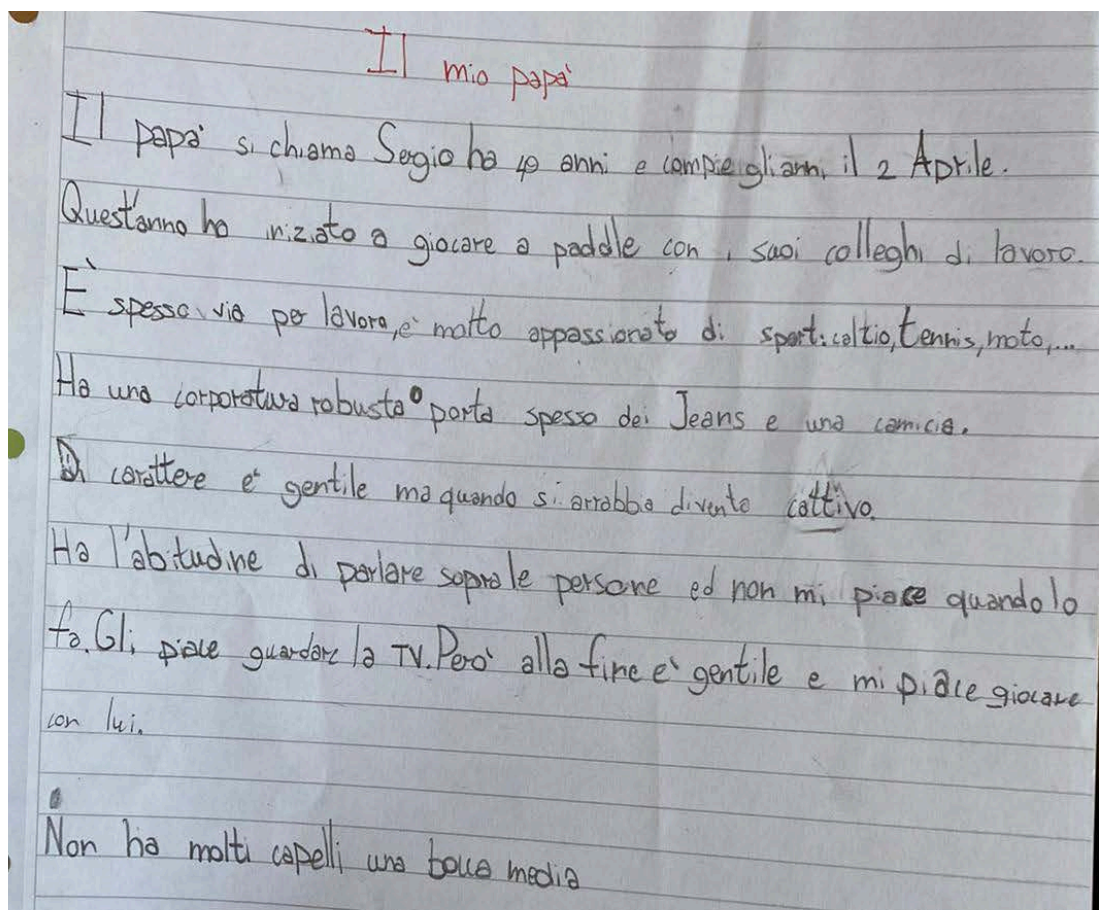 Il mio papà
Il papà si chiama Sergio ha 49 anni e compie gli anni il 2 Aprile.
Quest'anno ha iniziato a giocare a paddle con i suoi colleghi di lavoro.
È spesso via per lavoro, è molto appassionato di sport: calcio, tennis, moto,...
Ha una corporatura robusta porta spesso dei Jeans e una camicia.
Di carattere è gentile ma quando si arrabbia diventa cattivo.
Ha l'abitudine di parlare sopra le persone ed non mi piace quando lo
fa. Gli piace guardare la TV. Però alla fine è gentile e mi piace giocare
con lui.
Non ha molti capelli una bocca media